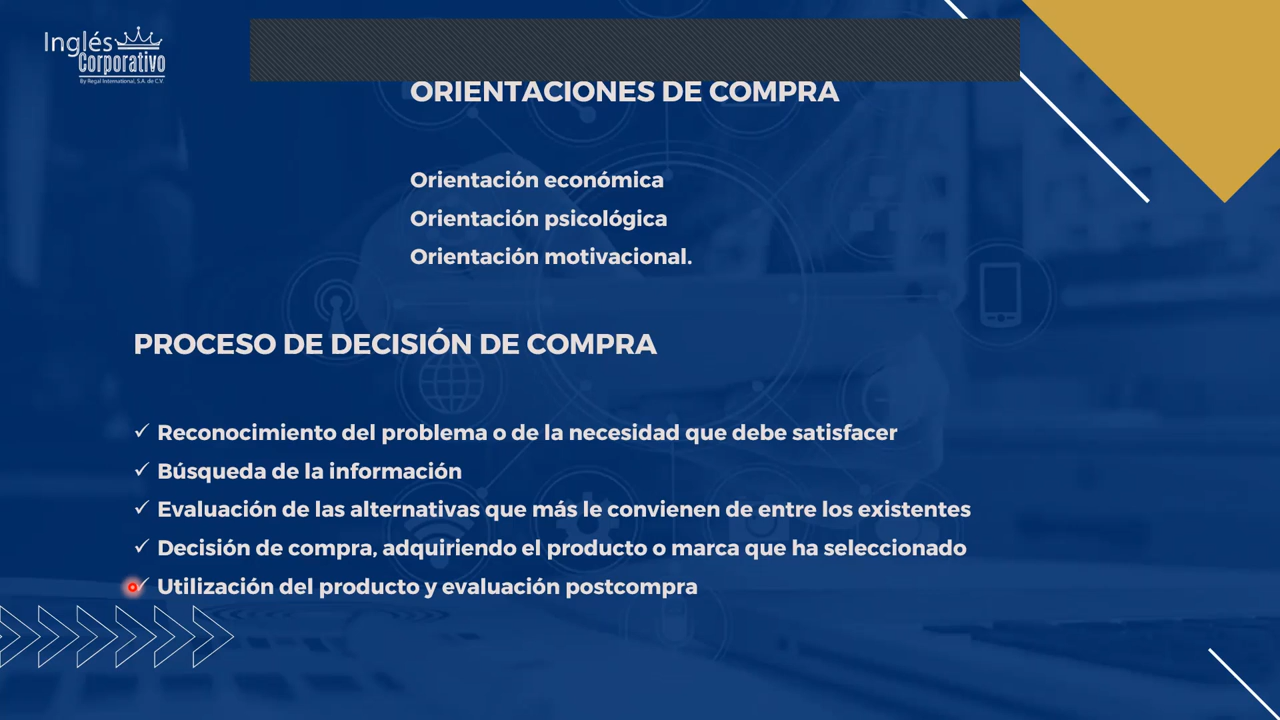 Inglés
Corporativo
By Regal International, S.A. de C.V.
ORIENTACIONES DE COMPRA
Orientación económica
Orientación psicológica
Orientación motivacional.
PROCESO DE DECISIÓN DE COMPRA
✓ Reconocimiento del problema o de la necesidad que debe satisfacer
✓ Búsqueda de la información
✓ Evaluación de las alternativas que más le convienen de entre los existentes
✓ Decisión de compra, adquiriendo el producto o marca que ha seleccionado
✓ Utilización del producto y evaluación postcompra